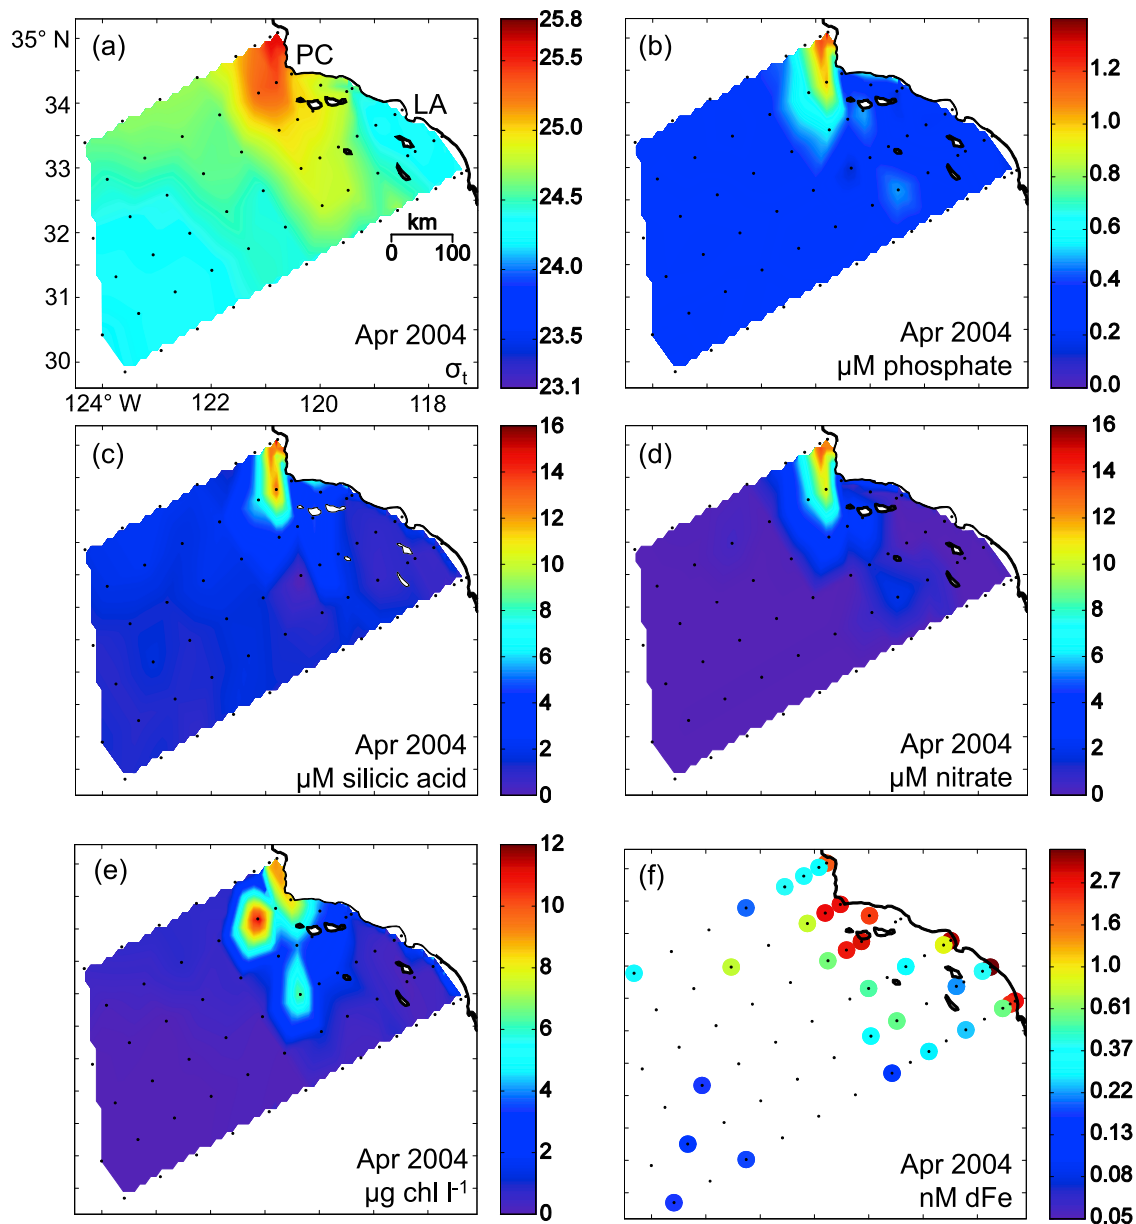 (a)
PC
LA
35° N
34
33
32
31
30
km
0 100
Apr 2004
σt
124° W 122 120 118
25.8
25.5
25.0
24.5
24.0
23.5
23.1
(b)
Apr 2004
µM phosphate
1.2
1.0
0.8
0.6
0.4
0.2
0.0
(c)
Apr 2004
µM silicic acid
16
14
12
10
8
6
4
2
0
(d)
Apr 2004
µM nitrate
16
14
12
10
8
6
4
2
0
(e)
Apr 2004
µg chl l-1
12
10
8
6
4
2
0
(f)
Apr 2004
nM dFe
2.7
1.6
1.0
0.61
0.37
0.22
0.13
0.08
0.05